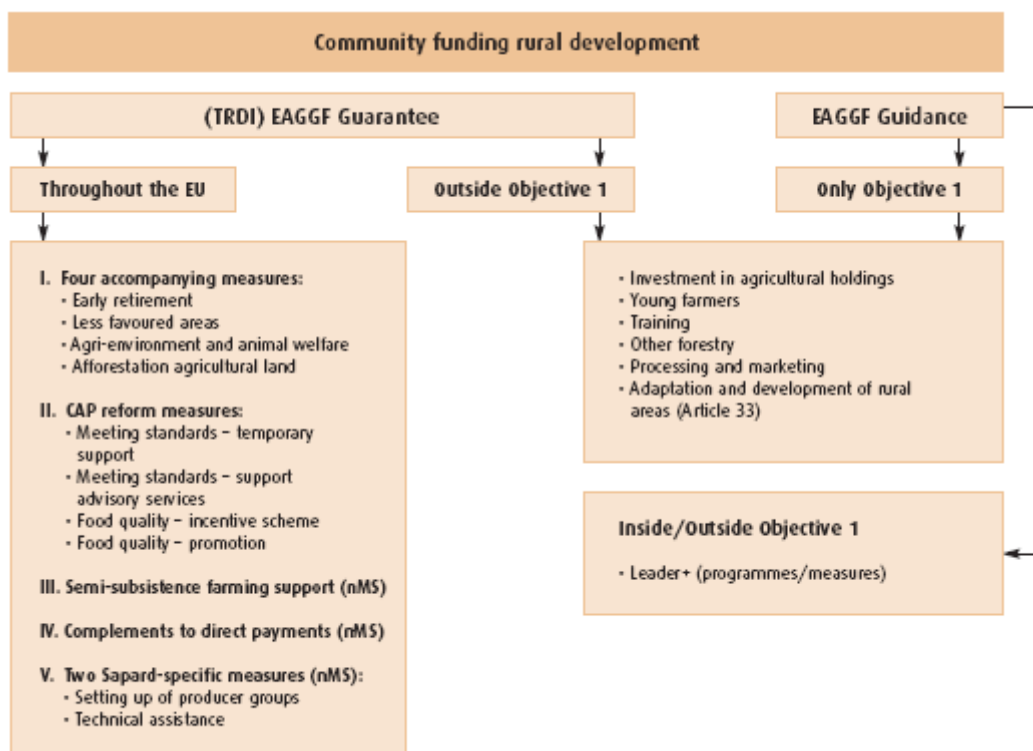 Community funding rural development
(TRDI) EAGGF Guarantee
EAGGF Guidance
Throughout the EU
Outside Objective 1
Only Objective 1
I. Four accompanying measures:
• Early retirement
• Less favoured areas
• Agri-environment and animal welfare
• Afforestation agricultural land
II. CAP reform measures:
• Meeting standards – temporary
support
• Meeting standards – support
advisory services
• Food quality – incentive scheme
• Food quality – promotion
III. Semi-subsistence farming support (nMS)
IV. Complements to direct payments (nMS)
V. Two Sapard-specific measures (nMS):
• Setting up of producer groups
• Technical assistance
• Investment in agricultural holdings
• Young farmers
• Training
• Other forestry
• Processing and marketing
• Adaptation and development of rural
areas (Article 33)
Inside/Outside Objective 1
• Leader+ (programmes/measures)